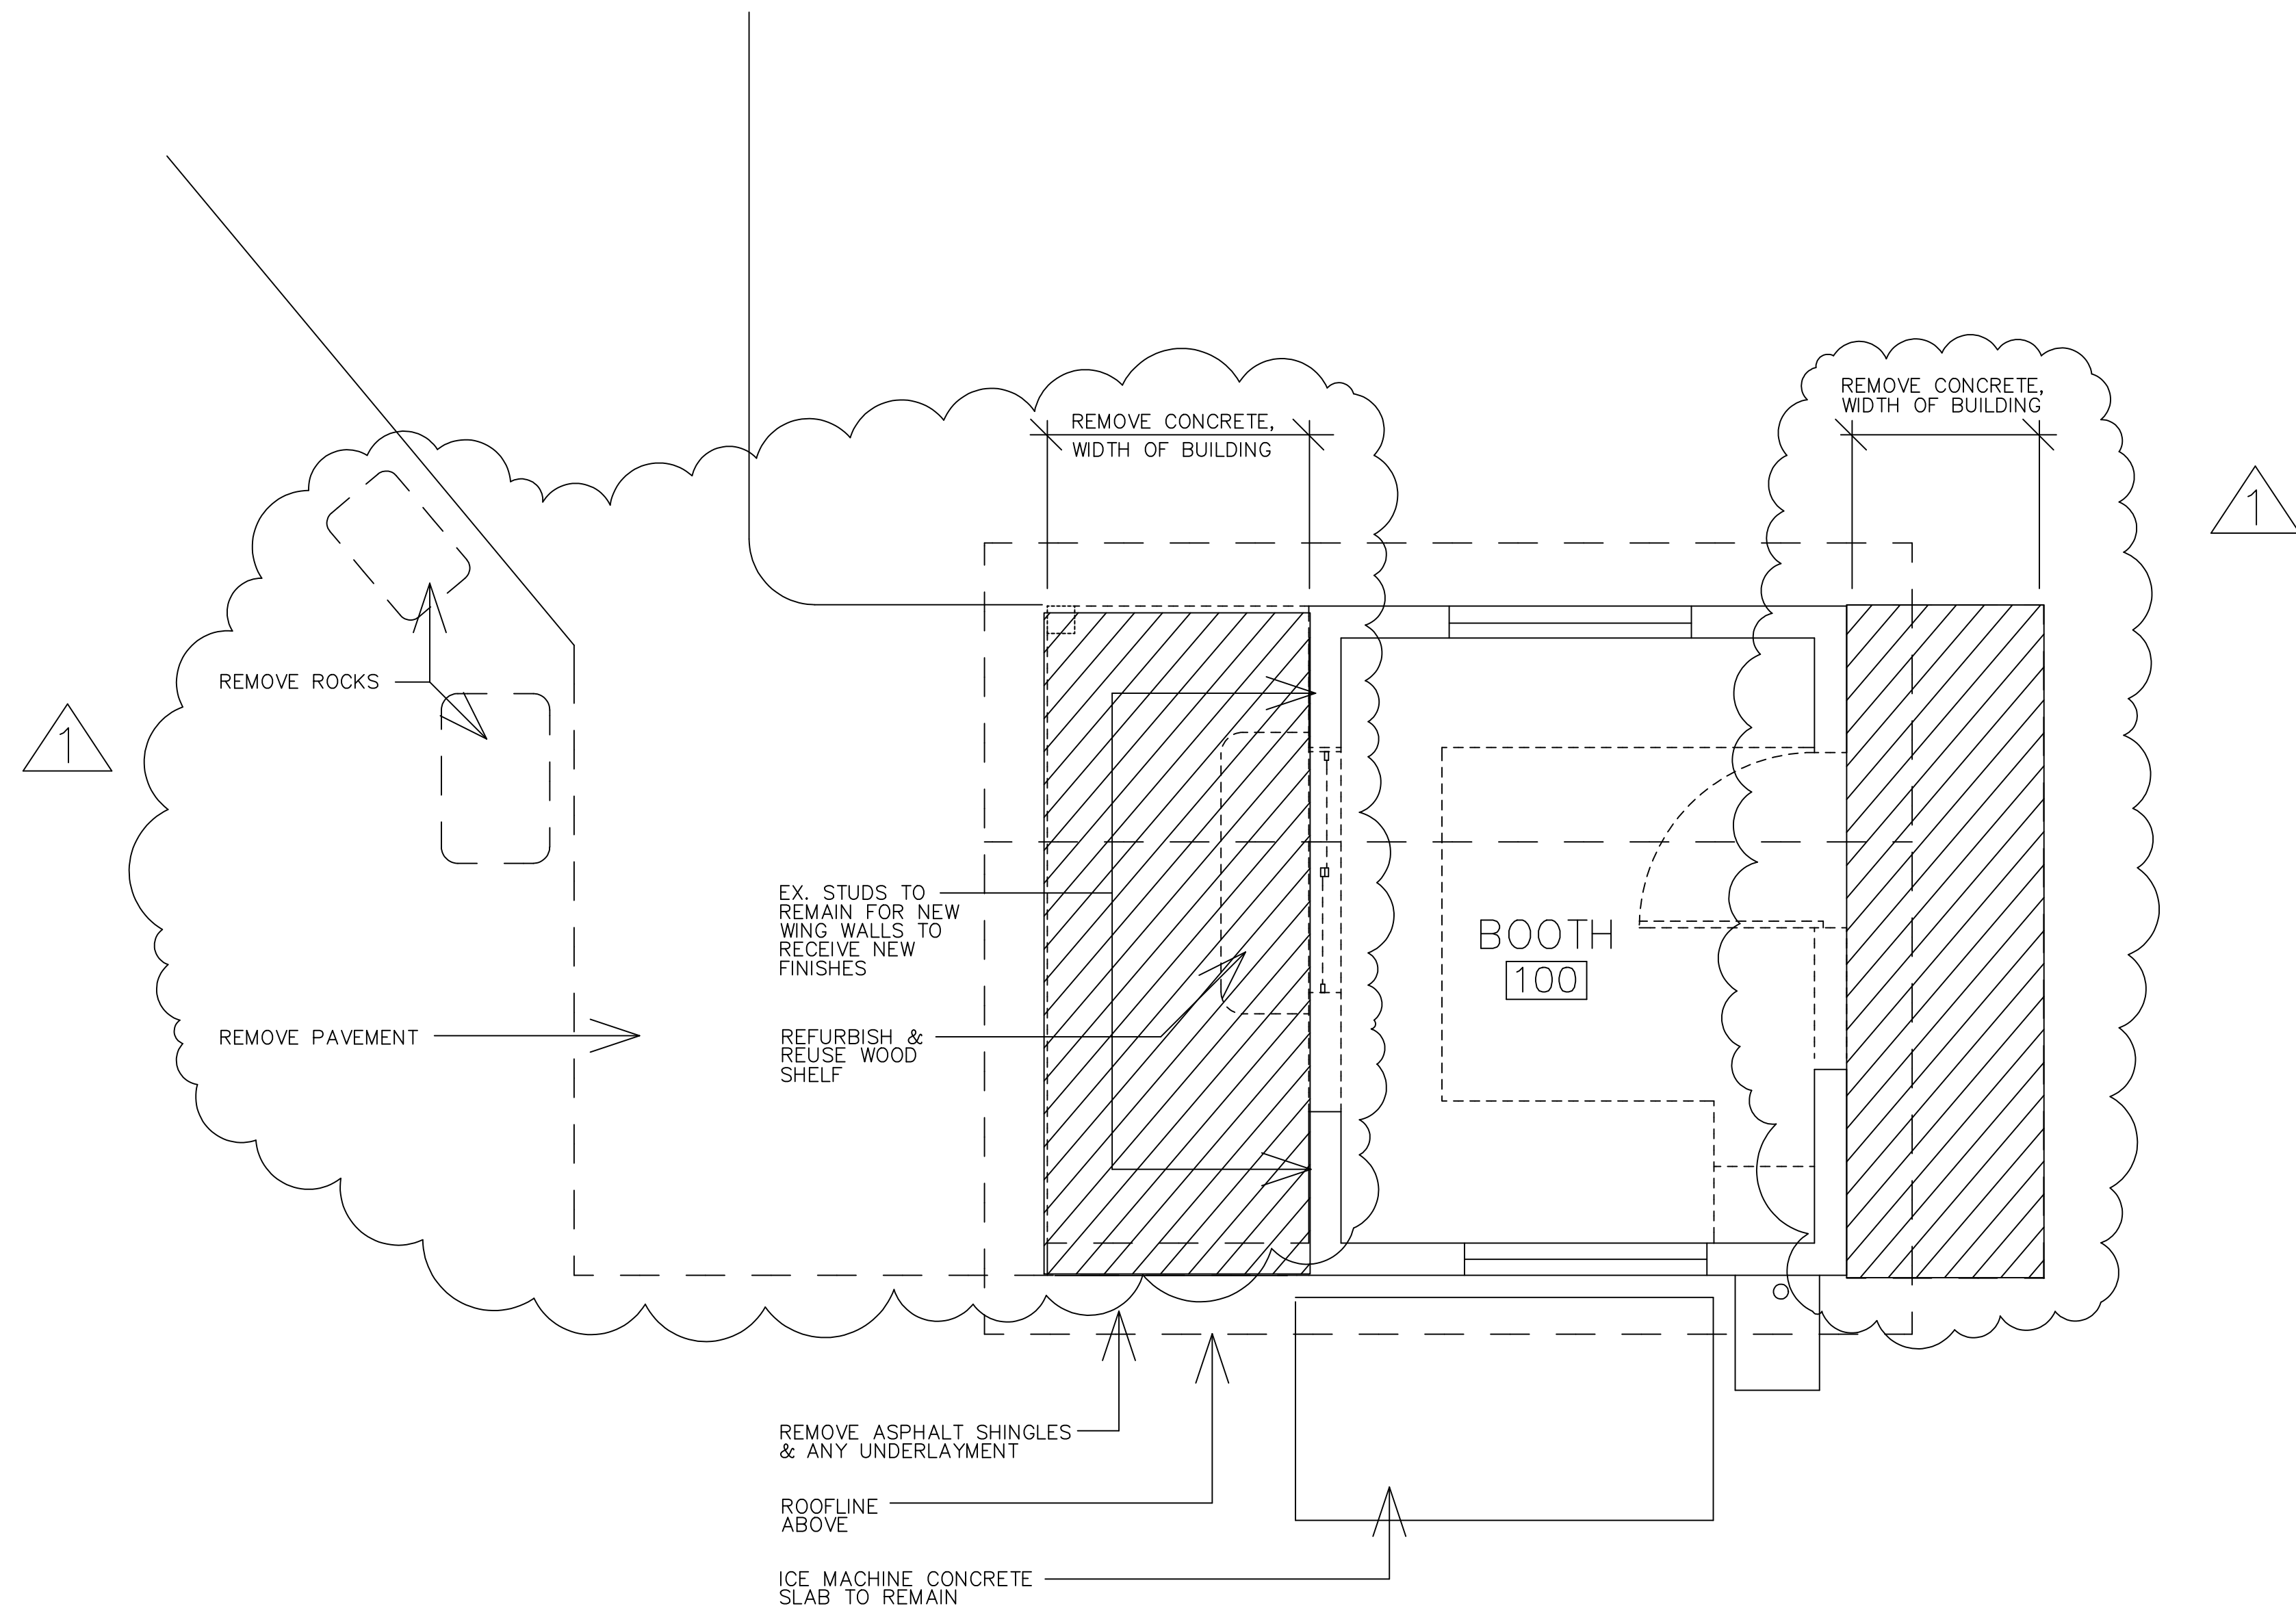 REMOVE CONCRETE,
WIDTH OF BUILDING
REMOVE CONCRETE,
WIDTH OF BUILDING
1
REMOVE ROCKS
1
EX. STUDS TO
REMAIN FOR NEW
WING WALLS TO
RECEIVE NEW
FINISHES
BOOTH
100
REMOVE PAVEMENT
REFURBISH &
REUSE WOOD
SHELF
REMOVE ASPHALT SHINGLES
& ANY UNDERLAYMENT
ROOFLINE
ABOVE
ICE MACHINE CONCRETE
SLAB TO REMAIN